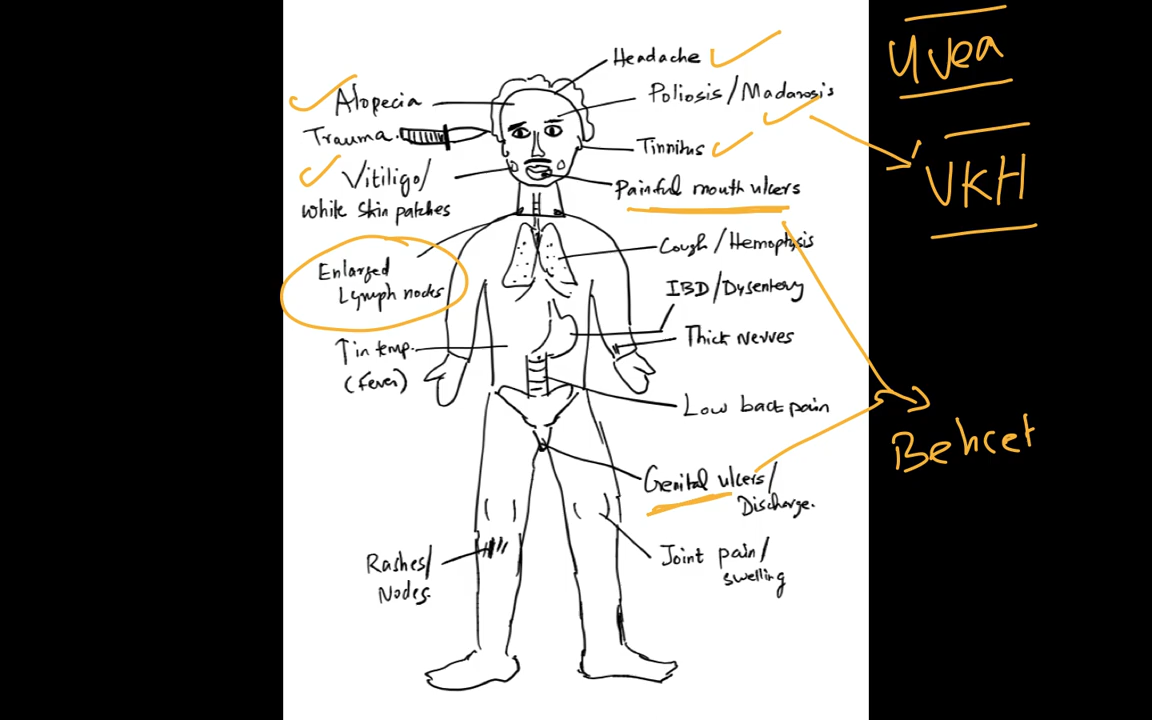 Uvea
Headache
Poliosis/Madarosis
Alopecia
Trauma
Tinnitus
Vitiligo/
White Skin patches
Painful mouth ulcers
VKH
Cough/Hemoptysis
Enlarged
Lymph nodes
IBD/Dysentery
Thick Nerves
↑ in temp.
(Fever)
Low back pain
Behcet
Genital ulcers/
Discharge.
Joint pain/
swelling
Rashes/
Nodes.